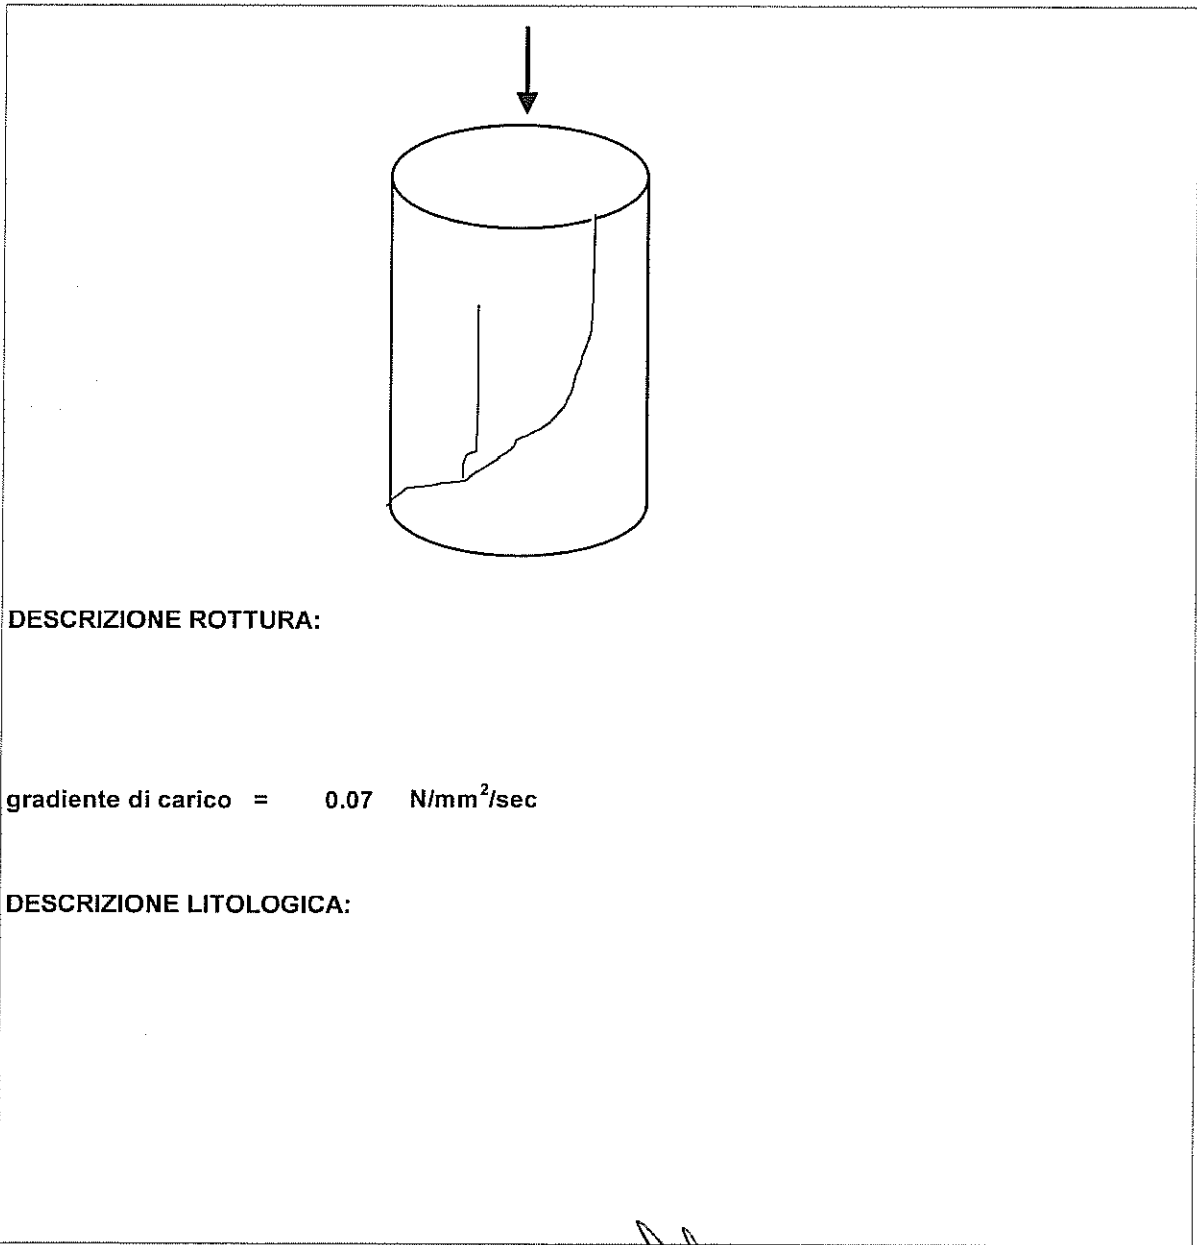 DESCRIZIONE ROTTURA:
gradiente di carico = 0.07 N/mm²/sec
DESCRIZIONE LITOLOGICA: